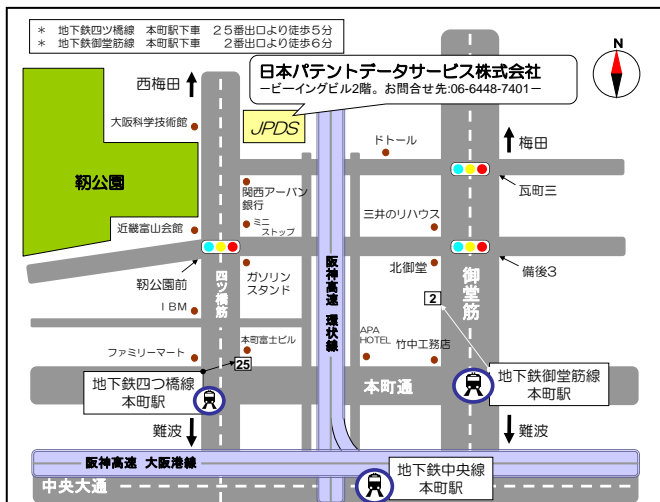 ＊ 地下鉄四ツ橋線 本町駅下車 ２５番出口より徒歩５分
＊ 地下鉄御堂筋線 本町駅下車 ２番出口より徒歩６分
N
西梅田
日本パテントデータサービス株式会社
－ビーイングビル2階。お問合せ先:06-6448-7401－
大阪科学技術館
JPDS
ドトール
梅田
靭公園
関西アーバン
銀行
瓦町三
ミニ
ストップ
三井のリハウス
近畿富山会館
靭公園前
四ツ橋筋
ガソリン
スタンド
阪神高速 環状線
北御堂
御堂筋
備後3
2
ＩＢＭ
本町富士ビル
APA
HOTEL
竹中工務店
ファミリーマート
25
地下鉄四つ橋線
本町駅
本町通
地下鉄御堂筋線
本町駅
難波
難波
阪神高速 大阪港線
地下鉄中央線
本町駅
中央大通